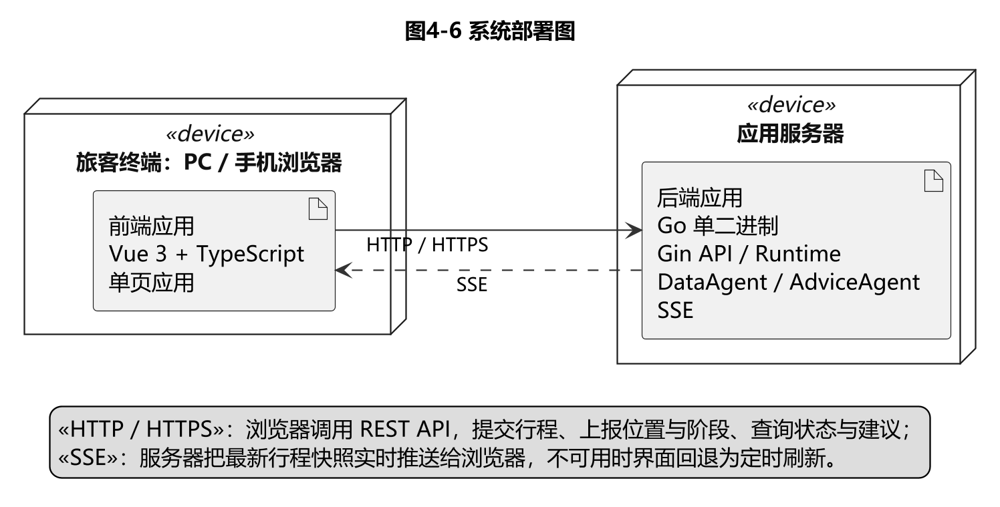 图4-6 系统部署图
«device»
旅客终端：PC / 手机浏览器
前端应用
Vue 3 + TypeScript
单页应用
HTTP / HTTPS
SSE
«device»
应用服务器
后端应用
Go 单二进制
Gin API / Runtime
DataAgent / AdviceAgent
SSE
«HTTP / HTTPS»：浏览器调用 REST API，提交行程、上报位置与阶段、查询状态与建议；
«SSE»：服务器把最新行程快照实时推送给浏览器，不可用时界面回退为定时刷新。